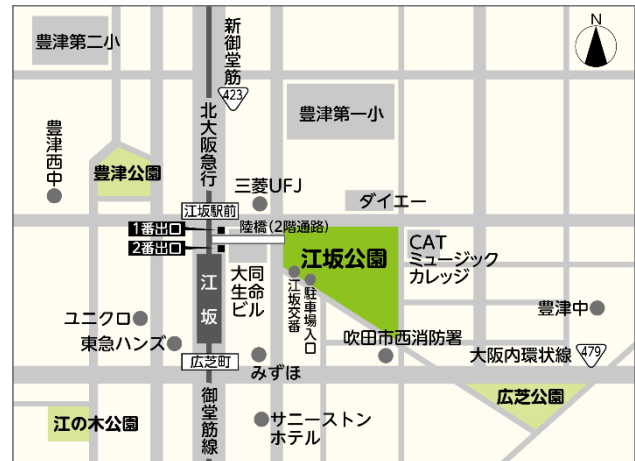 豊津第二小
新御堂筋
423
N
豊津第一小
北大阪急行
豊津西中
豊津公園
三菱UFJ
ダイエー
江坂駅前
1番出口
陸橋(2階通路)
2番出口
江坂公園
CAT
ミュージック
カレッジ
江坂
大同
生命
ビル
江坂交番
駐車場入口
豊津中
ユニクロ
東急ハンズ
吹田市西消防署
大阪内環状線
479
広芝町
みずほ
広芝公園
江の木公園
御堂筋線
サニーストン
ホテル